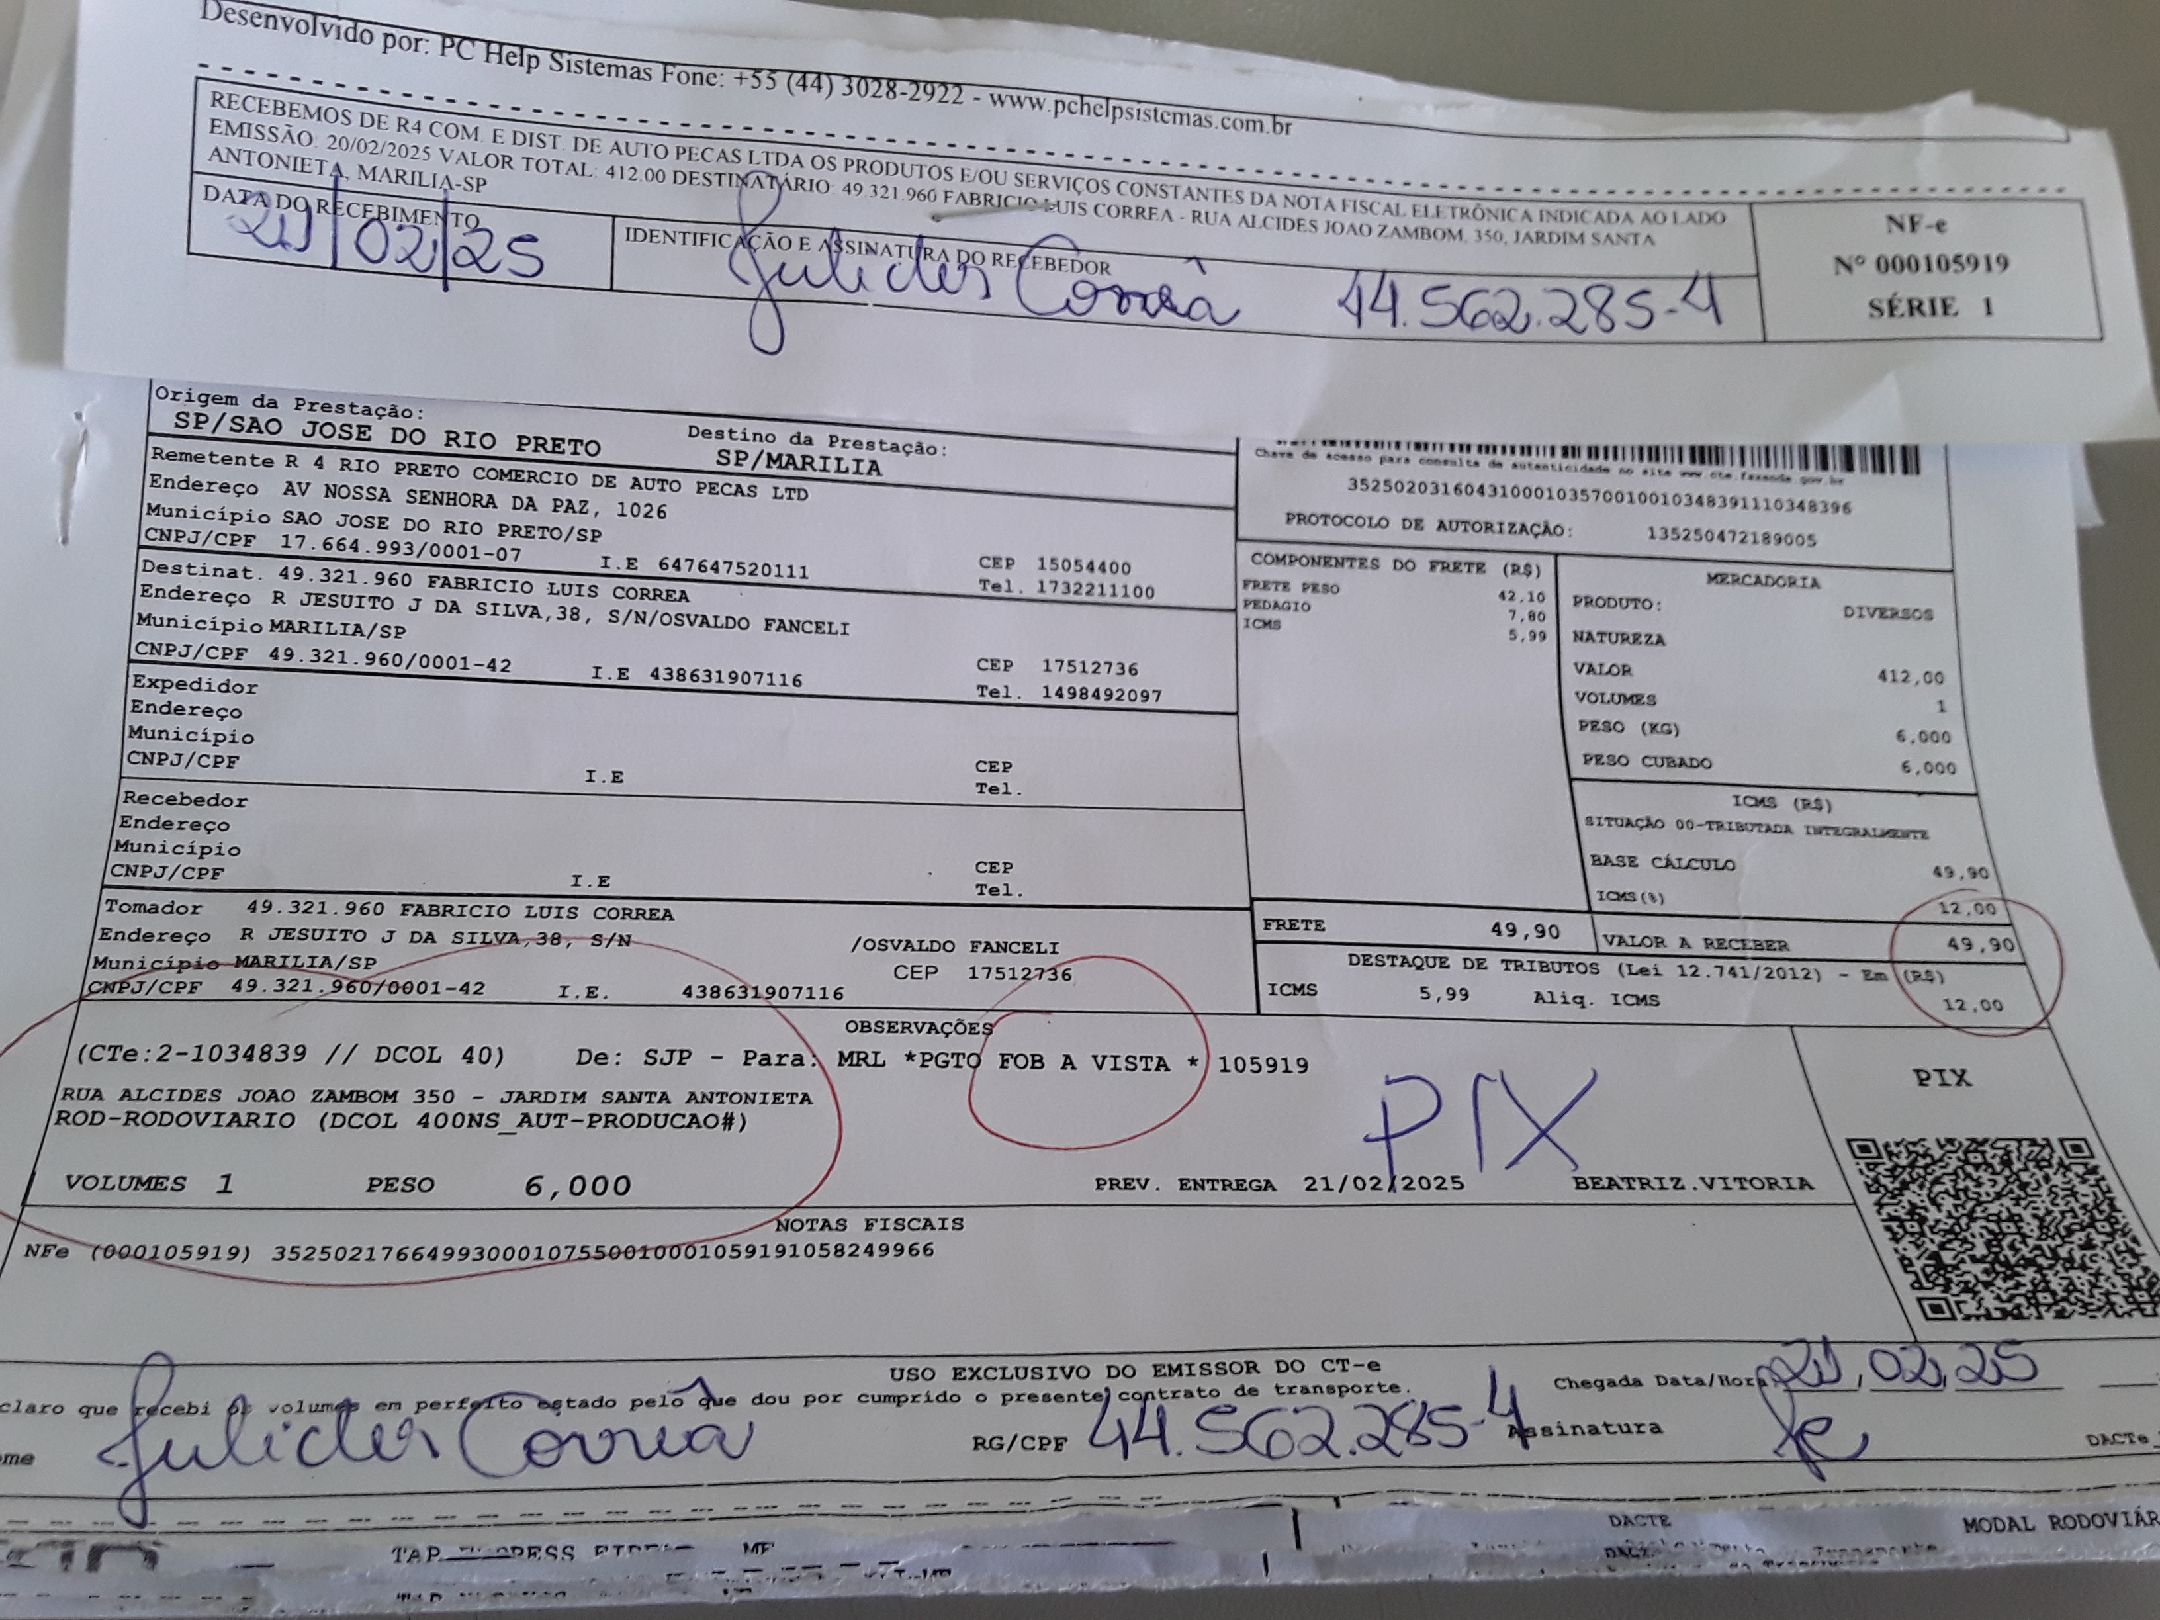 Desenvolvido por: PC Help Sistemas Fone: +55 (44) 3028-2922 - www.pchelpsistemas.com.br
RECEBEMOS DE R4 COM. E DIST. DE AUTO PECAS LTDA OS PRODUTOS E/OU SERVIÇOS CONSTANTES DA NOTA FISCAL ELETRÔNICA INDICADA AO LADO
EMISSÃO: 20/02/2025 VALOR TOTAL: 412.00 DESTINATÁRIO: 49.321.960 FABRICIO LUIS CORREA - RUA ALCIDES JOAO ZAMBOM, 350, JARDIM SANTA
ANTONIETA, MARILIA-SP
DATA DO RECEBIMENTO
21/02/25
IDENTIFICAÇÃO E ASSINATURA DO RECEBEDOR
Corrêa 44.562.285-4
NF-e
Nº 000105919
SÉRIE 1
Origem da Prestação:
SP/SAO JOSE DO RIO PRETO
Destino da Prestação:
SP/MARILIA
Remetente R 4 RIO PRETO COMERCIO DE AUTO PECAS LTD
Endereço AV NOSSA SENHORA DA PAZ, 1026
Município SAO JOSE DO RIO PRETO/SP
CEP 15054400
CNPJ/CPF 17.664.993/0001-07 I.E 647647520111
Tel. 1732211100
Destinat. 49.321.960 FABRICIO LUIS CORREA
Endereço R JESUITO J DA SILVA,38, S/N/OSVALDO FANCELI
Município MARILIA/SP
CEP 17512736
CNPJ/CPF 49.321.960/0001-42 I.E 438631907116
Tel. 1498492097
Expedidor
Endereço
Município
CEP
CNPJ/CPF I.E
Tel.
Recebedor
Endereço
Município
CEP
CNPJ/CPF I.E
Tel.
Tomador 49.321.960 FABRICIO LUIS CORREA
Endereço R JESUITO J DA SILVA,38, S/N /OSVALDO FANCELI
Município MARILIA/SP CEP 17512736
CNPJ/CPF 49.321.960/0001-42 I.E. 438631907116
Chave de acesso para consulta de autenticidade no site www.cte.fazenda.gov.br
35250203160431000103570010010348391110348396
PROTOCOLO DE AUTORIZAÇÃO: 135250472189005
COMPONENTES DO FRETE (R$)
FRETE PESO 42,10
PEDAGIO 7,80
ICMS 5,99
MERCADORIA
PRODUTO: DIVERSOS
NATUREZA
VALOR 412,00
VOLUMES 1
PESO (KG) 6,000
PESO CUBADO 6,000
ICMS (R$)
SITUAÇÃO 00-TRIBUTADA INTEGRALMENTE
BASE CÁLCULO 49,90
ICMS(%) 12,00
FRETE 49,90
VALOR A RECEBER 49,90
DESTAQUE DE TRIBUTOS (Lei 12.741/2012) - Em (R$)
ICMS 5,99 Aliq. ICMS 12,00
OBSERVAÇÕES
(CTe:2-1034839 // DCOL 40) De: SJP - Para: MRL *PGTO FOB A VISTA * 105919
RUA ALCIDES JOAO ZAMBOM 350 - JARDIM SANTA ANTONIETA
ROD-RODOVIARIO (DCOL 400NS_AUT-PRODUCAO#)
PIX
PIX
VOLUMES 1 PESO 6,000 PREV. ENTREGA 21/02/2025 BEATRIZ.VITORIA
NOTAS FISCAIS
NFe (000105919) 35250217664993000107550010001059191058249966
USO EXCLUSIVO DO EMISSOR DO CT-e
claro que recebi os volumes em perfeito estado pelo que dou por cumprido o presente contrato de transporte.
Chegada Data/Hora 21,02,25
ome Corrêa RG/CPF 44.562.285-4 Assinatura
DACTe
DACTE
MODAL RODOVIÁR